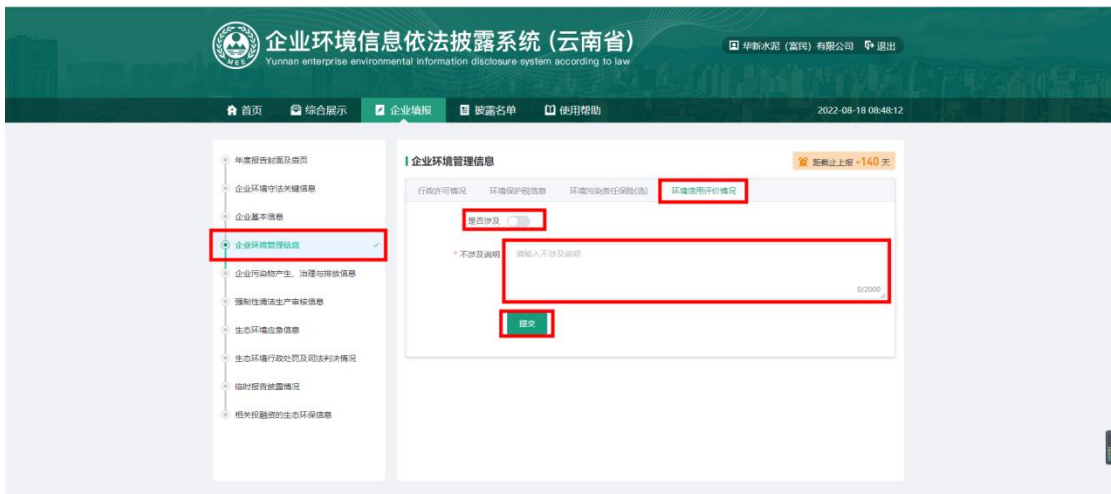 企业环境信息依法披露系统 (云南省)
Yunnan enterprise environmental information disclosure system according to law
MEE
华新水泥（富民）有限公司 退出
首页 综合展示 企业填报 披露名单 使用帮助 2022-08-18 08:48:12
年度报告封面及扉页
企业环境守法关键信息
企业基本信息
企业环境管理信息
企业污染物产生、治理与排放信息
强制性清洁生产审核信息
生态环境应急信息
生态环境行政处罚及司法判决情况
临时报告披露情况
相关投融资的生态环保信息
企业环境管理信息 距截止上报 -140 天
行政许可情况 环境保护税信息 环境污染责任保险(选) 环境信用评价情况
是否涉及
* 不涉及说明 请输入不涉及说明
0/2000
提交